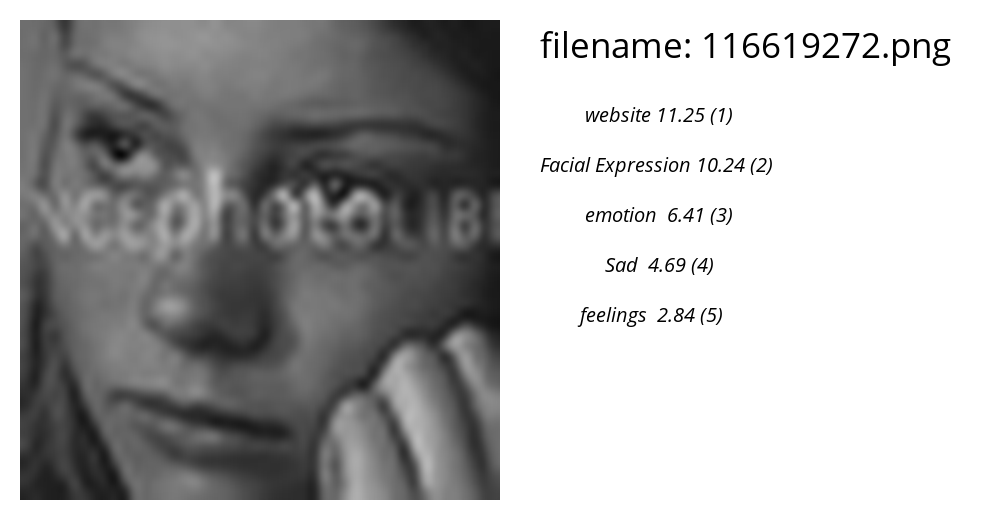 filename: 116619272.png
website 11.25 (1)
Facial Expression 10.24 (2)
emotion 6.41 (3)
Sad 4.69 (4)
feelings 2.84 (5)
NCEphotoLIBR